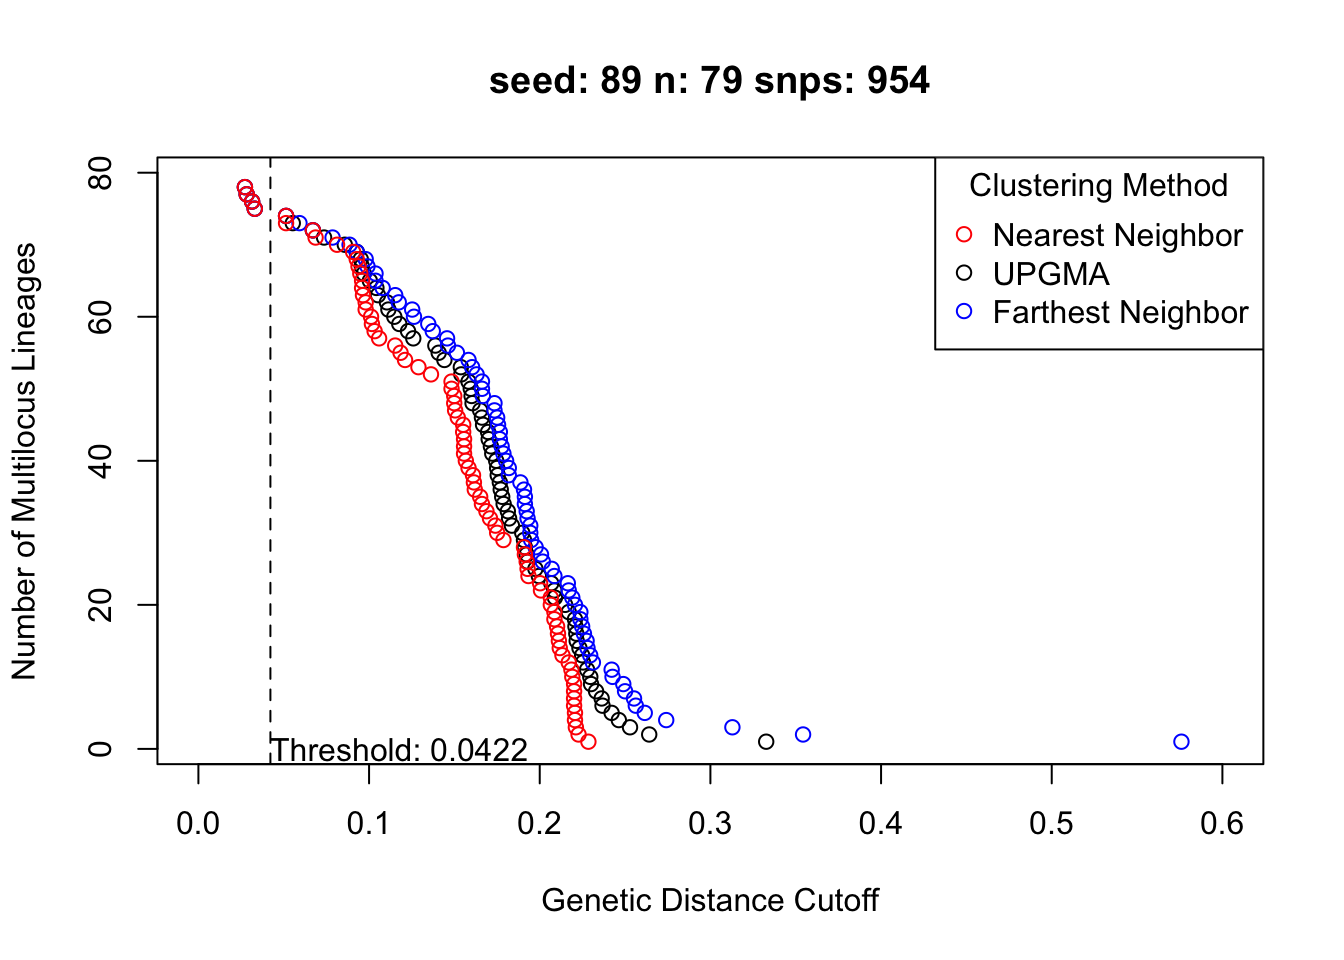 seed: 89 n: 79 snps: 954
Number of Multilocus Lineages
80
60
40
20
0
Clustering Method
Nearest Neighbor
UPGMA
Farthest Neighbor
Threshold: 0.0422
0.0 0.1 0.2 0.3 0.4 0.5 0.6
Genetic Distance Cutoff